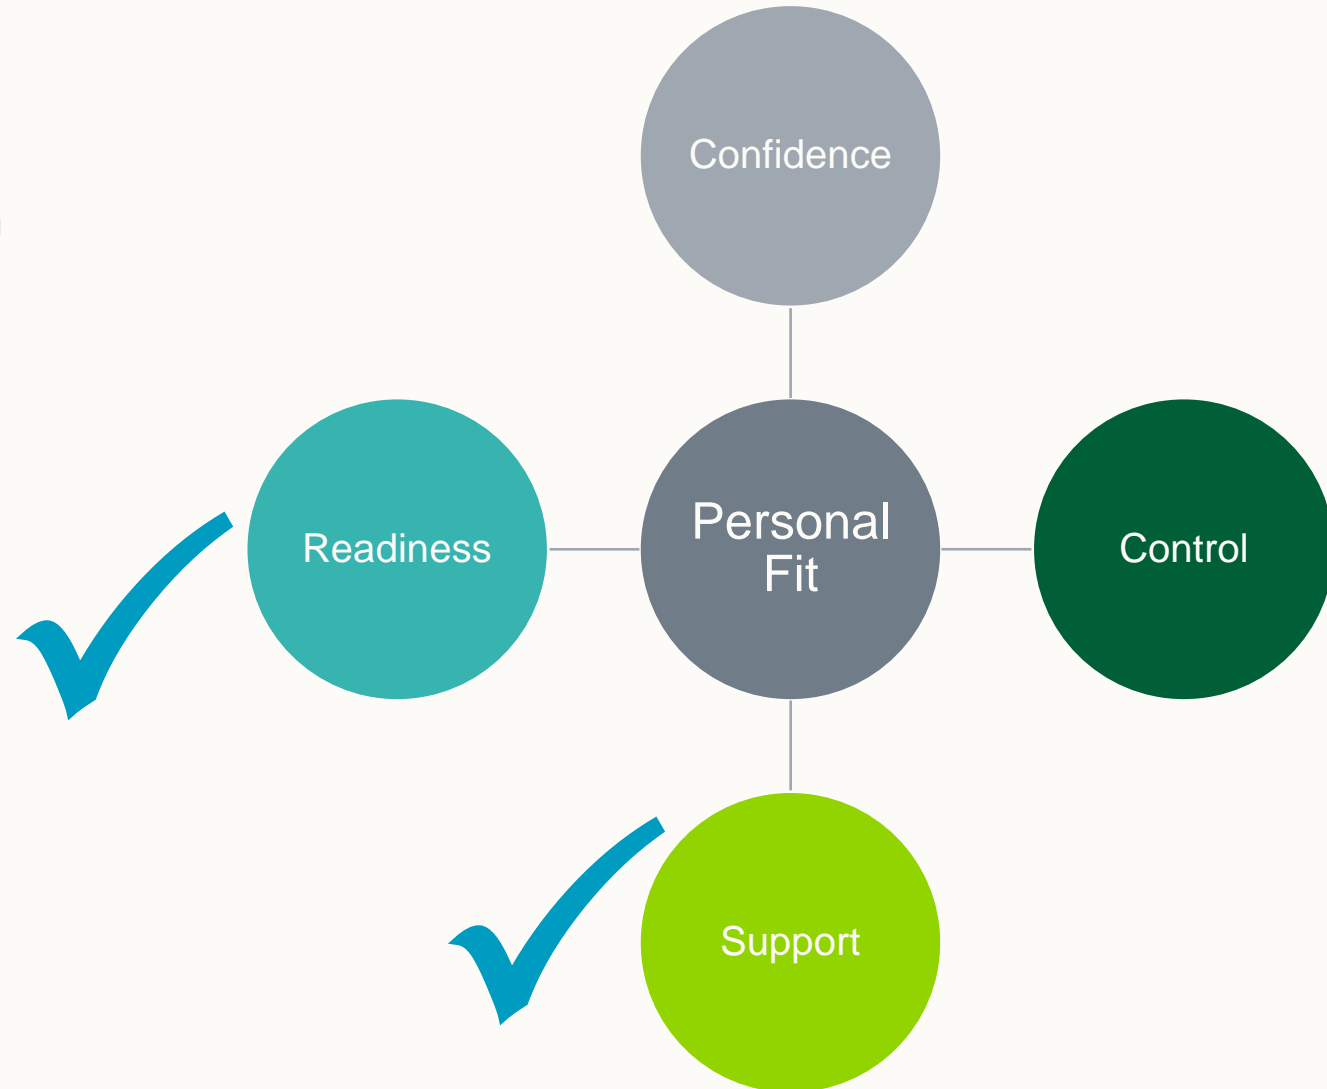 Confidence
Readiness
Personal
Fit
Control
Support